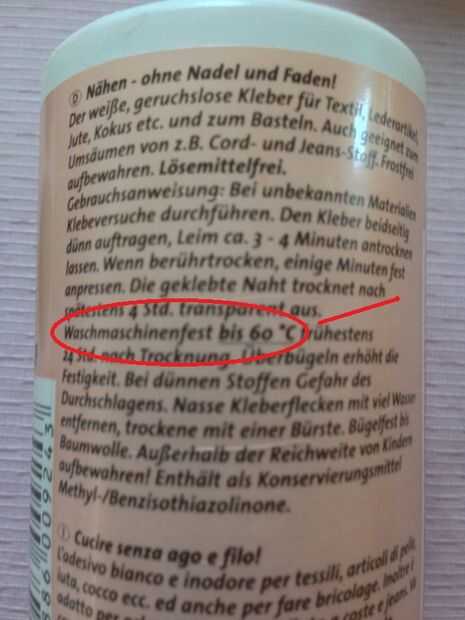 D Nähen - ohne Nadel und Faden!
Der weiße, geruchslose Kleber für Textil, Lederartikel,
Jute, Kokus etc. und zum Basteln. Auch geeignet zum
Umsäumen von z.B. Cord- und Jeans-Stoff. Frostfrei
aufbewahren. Lösemittelfrei.
Gebrauchsanweisung: Bei unbekannten Materialien
Klebeversuche durchführen. Den Kleber beidseitig
dünn auftragen, Leim ca. 3 - 4 Minuten antrocknen
lassen. Wenn berührtrocken, einige Minuten fest
anpressen. Die geklebte Naht trocknet nach
spätestens 4 Std. transparent aus.
Waschmaschinenfest bis 60 °C frühestens
24 Std. nach Trocknung. Überbügeln erhöht die
Festigkeit. Bei dünnen Stoffen Gefahr des
Durchschlagens. Nasse Kleberflecken mit viel Wasser
entfernen, trockene mit einer Bürste. Bügelfest bis
Baumwolle. Außerhalb der Reichweite von Kindern
aufbewahren! Enthält als Konservierungsmittel
Methyl-/Benzisothiazolinone.
I Cucire senza ago e filo!
L'adesivo bianco e inodore per tessili, articoli di pelle,
iuta, cocco ecc. ed anche per fare bricolage. Inoltre è
adatto per
a coste e jeans.